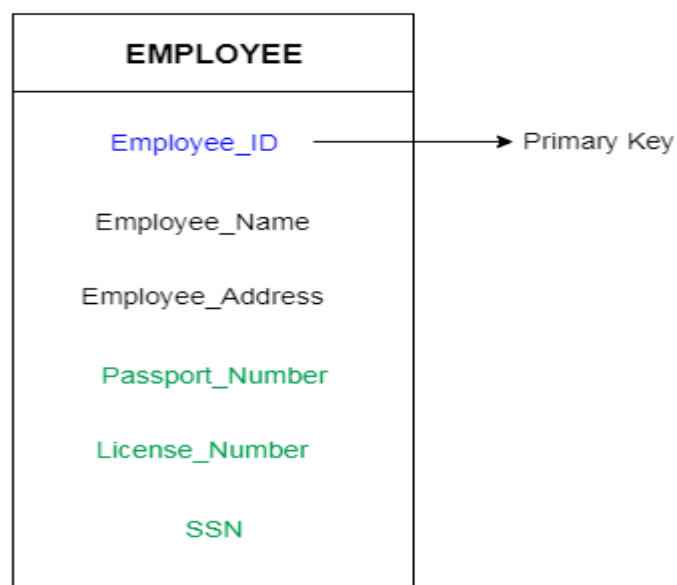 EMPLOYEE
Employee_ID
Primary Key
Employee_Name
Employee_Address
Passport_Number
License_Number
SSN